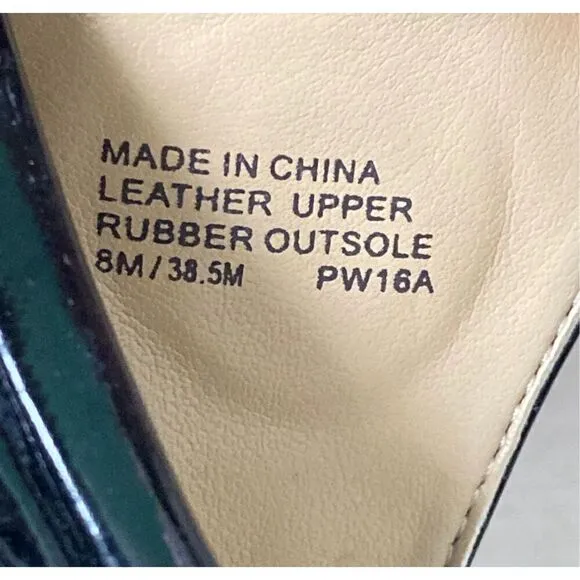 MADE IN CHINA
LEATHER UPPER
RUBBER OUTSOLE
8M/38.5M PW16A